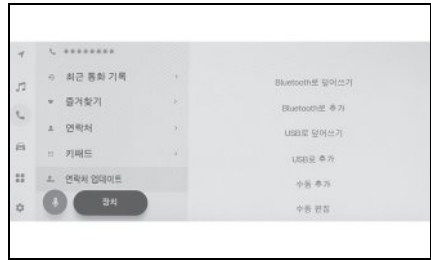 ********
최근 통화 기록
즐겨찾기
연락처
키패드
연락처 업데이트
장치
Bluetooth로 덮어쓰기
Bluetooth로 추가
USB로 덮어쓰기
USB로 추가
수동 추가
수동 편집